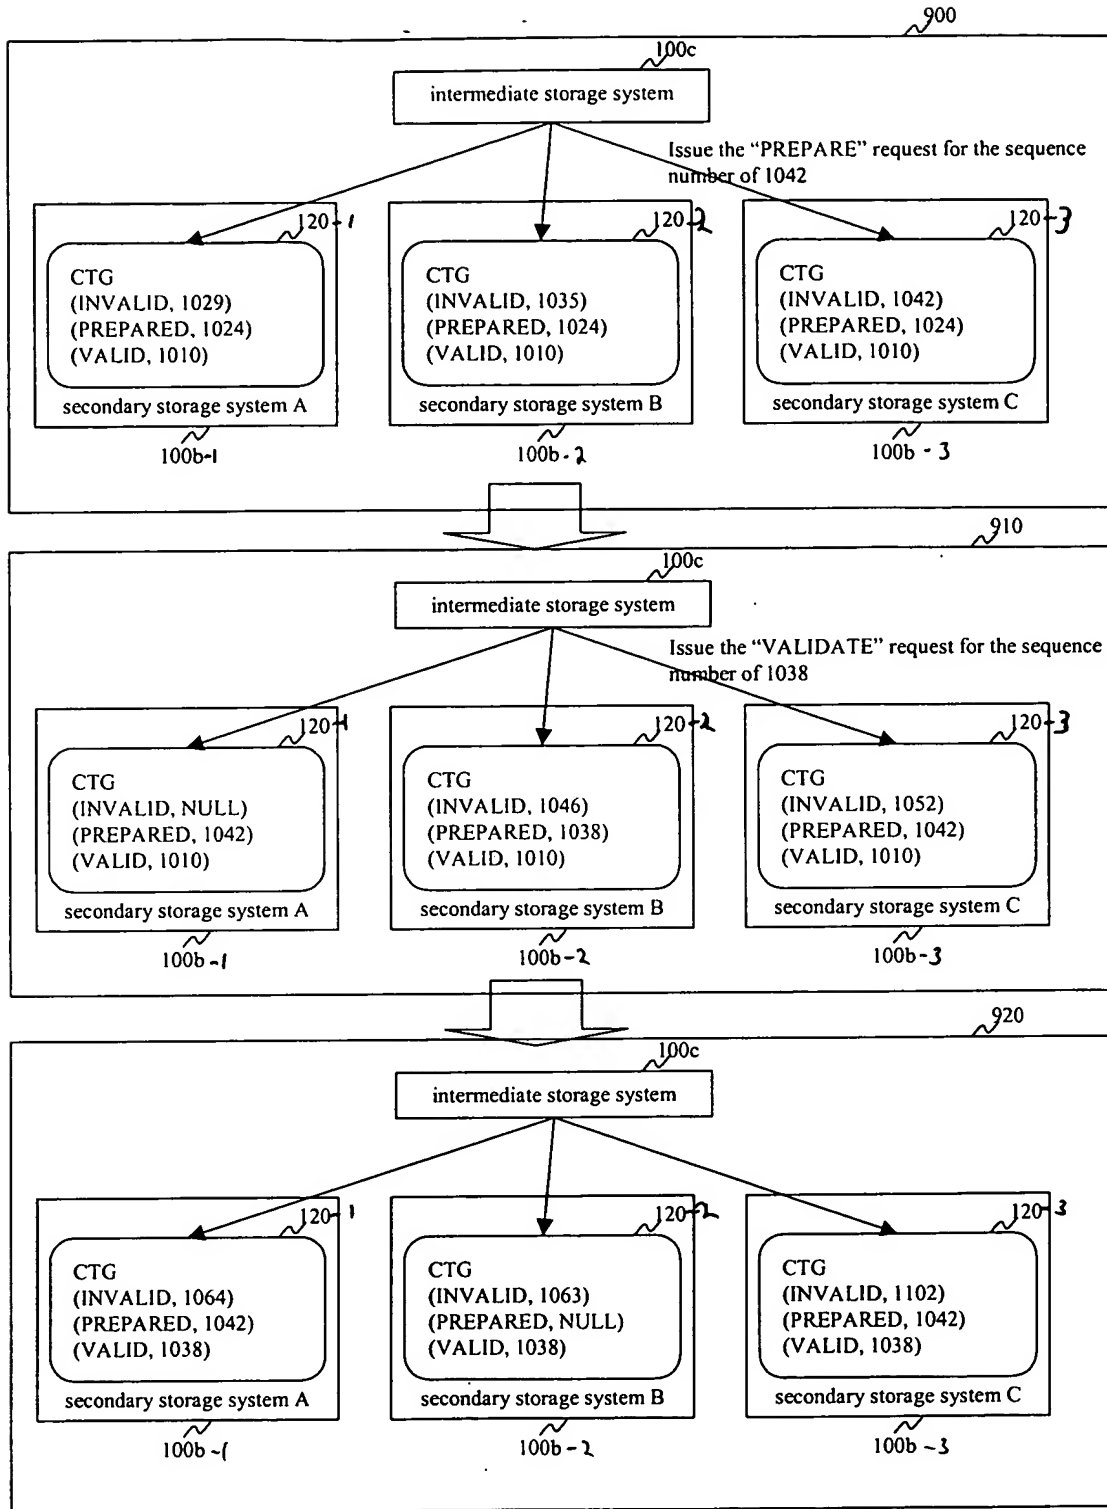 900
100c
intermediate storage system
Issue the “PREPARE” request for the sequence
number of 1042
120-1
120-2
120-3
CTG
(INVALID, 1029)
(PREPARED, 1024)
(VALID, 1010)
secondary storage system A
100b-1
CTG
(INVALID, 1035)
(PREPARED, 1024)
(VALID, 1010)
secondary storage system B
100b-2
CTG
(INVALID, 1042)
(PREPARED, 1024)
(VALID, 1010)
secondary storage system C
100b-3
910
100c
intermediate storage system
Issue the “VALIDATE” request for the sequence
number of 1038
120-1
120-2
120-3
CTG
(INVALID, NULL)
(PREPARED, 1042)
(VALID, 1010)
secondary storage system A
100b-1
CTG
(INVALID, 1046)
(PREPARED, 1038)
(VALID, 1010)
secondary storage system B
100b-2
CTG
(INVALID, 1052)
(PREPARED, 1042)
(VALID, 1010)
secondary storage system C
100b-3
920
100c
intermediate storage system
120-1
120-2
120-3
CTG
(INVALID, 1064)
(PREPARED, 1042)
(VALID, 1038)
secondary storage system A
100b-1
CTG
(INVALID, 1063)
(PREPARED, NULL)
(VALID, 1038)
secondary storage system B
100b-2
CTG
(INVALID, 1102)
(PREPARED, 1042)
(VALID, 1038)
secondary storage system C
100b-3